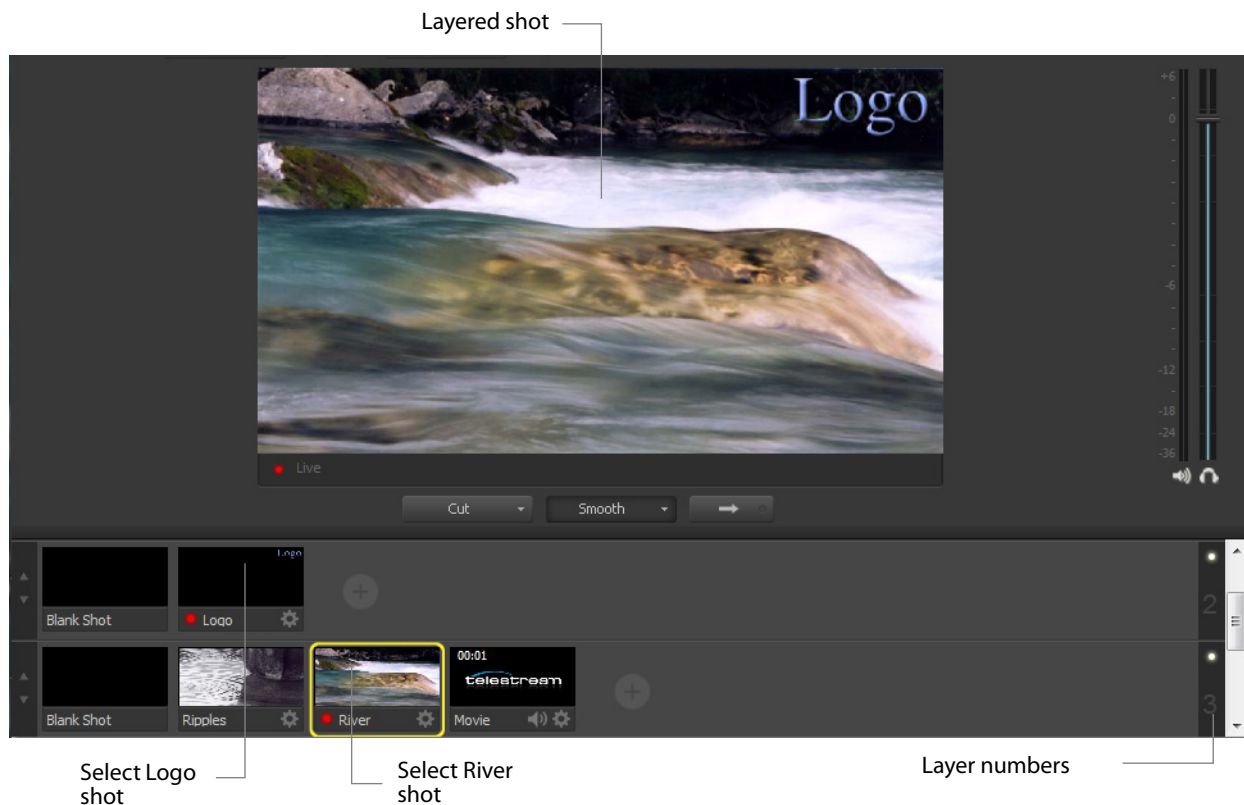 Layered shot
Logo
+6
0
-6
-12
-18
-24
-36
Live
Cut
Smooth
Logo
2
Blank Shot
Logo
00:01
telestream
3
Blank Shot
Ripples
River
Movie
Select Logo
shot
Select River
shot
Layer numbers